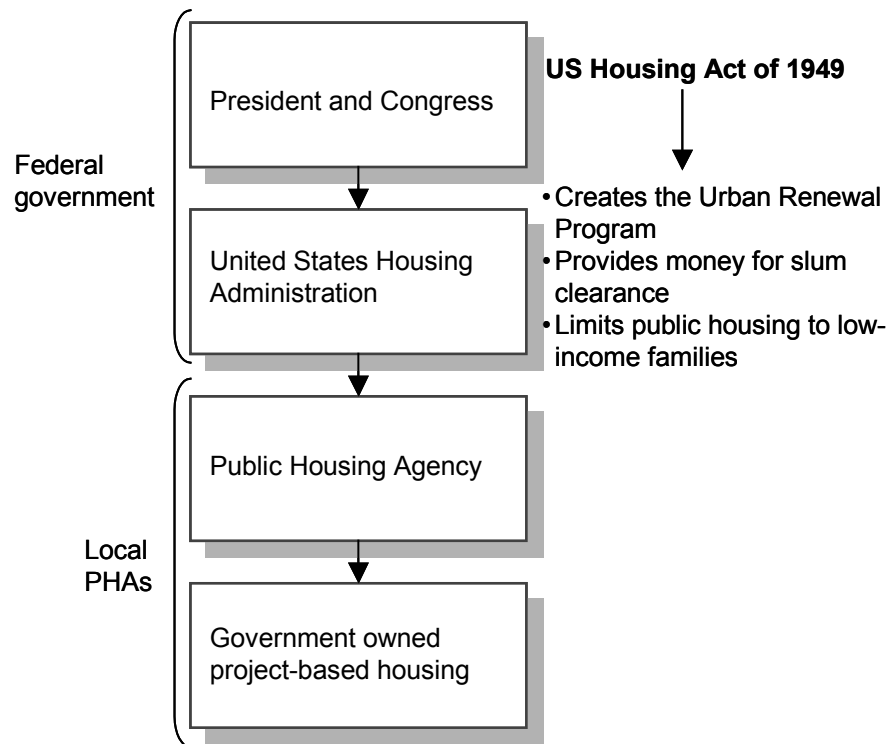 President and Congress
US Housing Act of 1949
Federal
government
United States Housing
Administration
•Creates the Urban Renewal
Program
•Provides money for slum
clearance
•Limits public housing to low-
income families
Public Housing Agency
Local
PHAs
Government owned
project-based housing